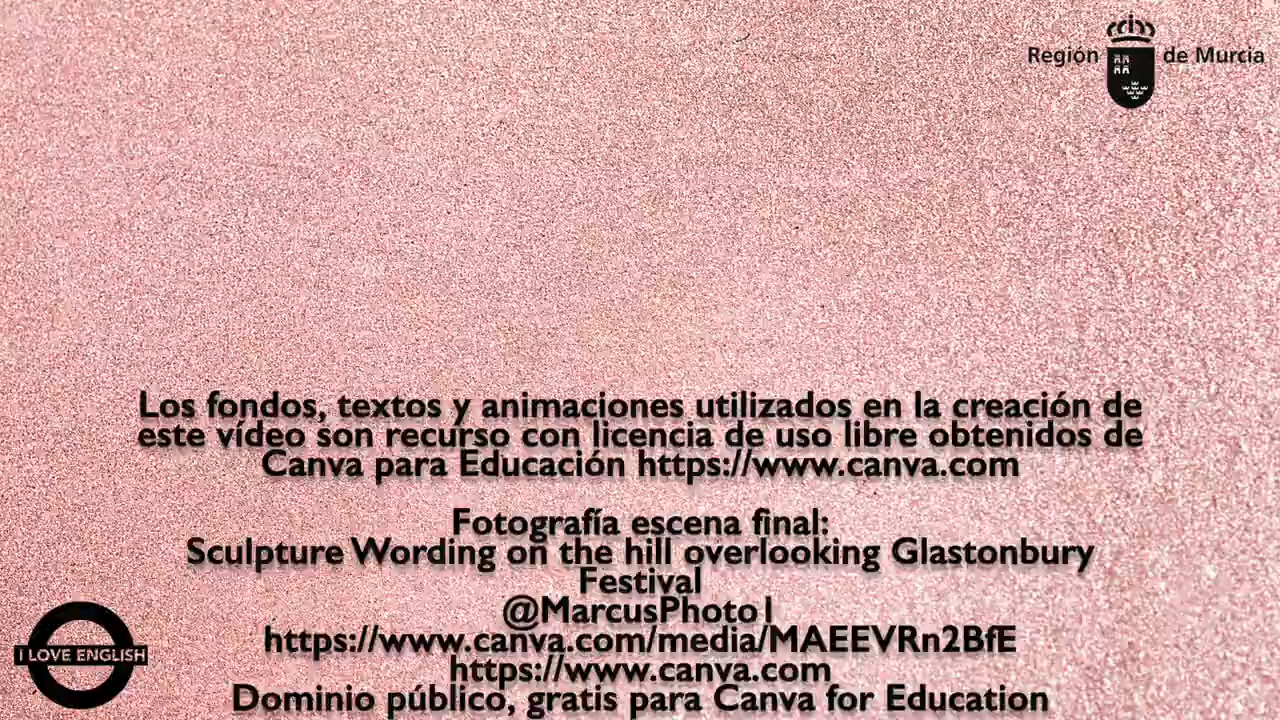 Región de Murcia
Los fondos, textos y animaciones utilizados en la creación de
este vídeo son recurso con licencia de uso libre obtenidos de
Canva para Educación https://www.canva.com
Fotografía escena final:
Sculpture Wording on the hill overlooking Glastonbury
Festival
@MarcusPhoto1
https://www.canva.com/media/MAEEVRn2BfE
https://www.canva.com
Dominio público, gratis para Canva for Education
I LOVE ENGLISH